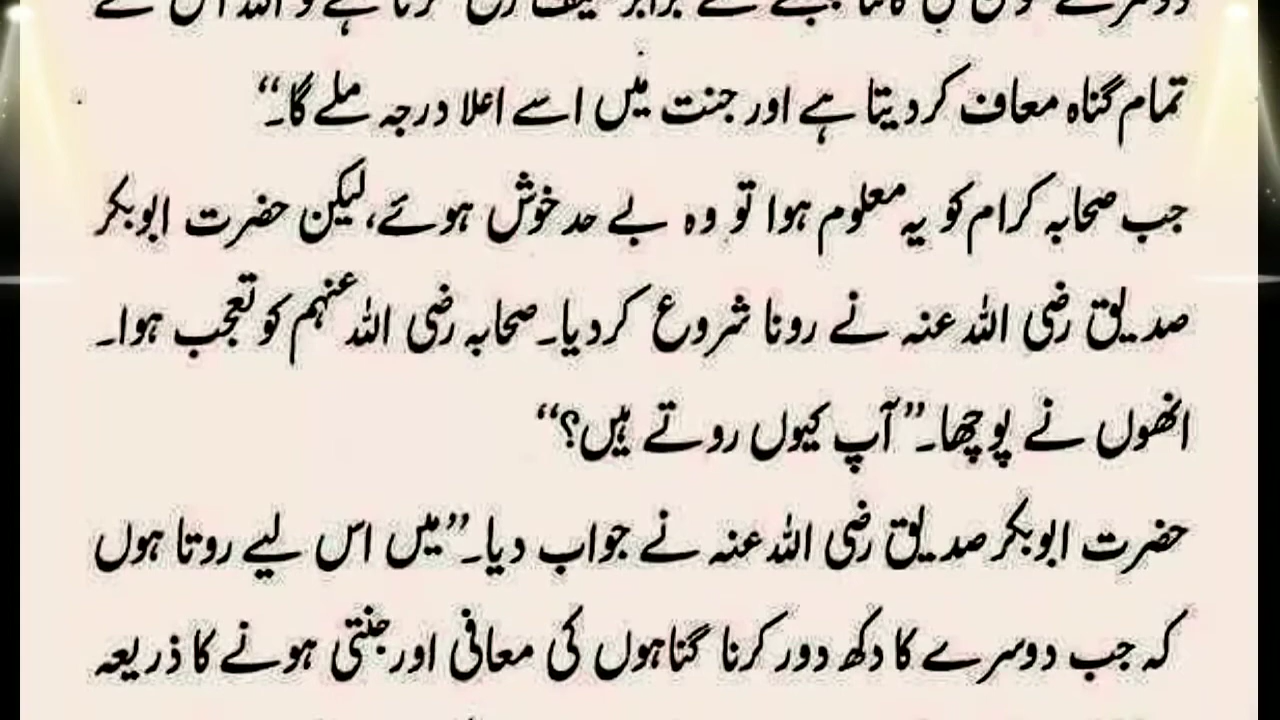 تمام گناہ معاف کردیتا ہے اور جنت میں اسے اعلا درجہ ملے گا۔“
جب صحابہ کرام کو یہ معلوم ہوا تو وہ بے حد خوش ہوئے، لیکن حضرت ابوبکر
صدیق رضی اللہ عنہ نے رونا شروع کردیا۔ صحابہ رضی اللہ عنہم کو تعجب ہوا۔
انھوں نے پوچھا۔ ”آپ کیوں روتے ہیں؟“
حضرت ابوبکر صدیق رضی اللہ عنہ نے جواب دیا۔ ”میں اس لیے روتا ہوں
کہ جب دوسرے کا دکھ دور کرنا گناہوں کی معافی اور جنتی ہونے کا ذریعہ